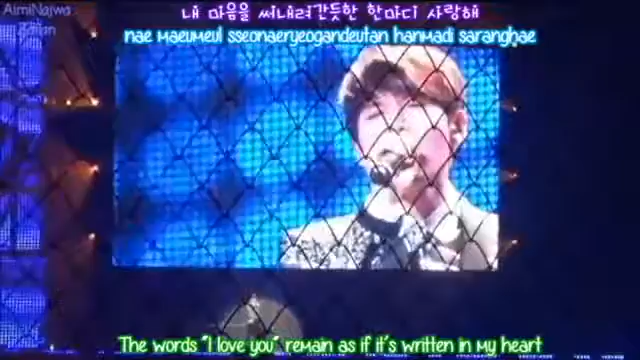 AimiNajwa
내 마음을 써내려간듯한 한마디 사랑해
nae maeumeul sseonaeryeogandeutan hanmadi saranghae
The words "I love you" remain as if it's written in my heart